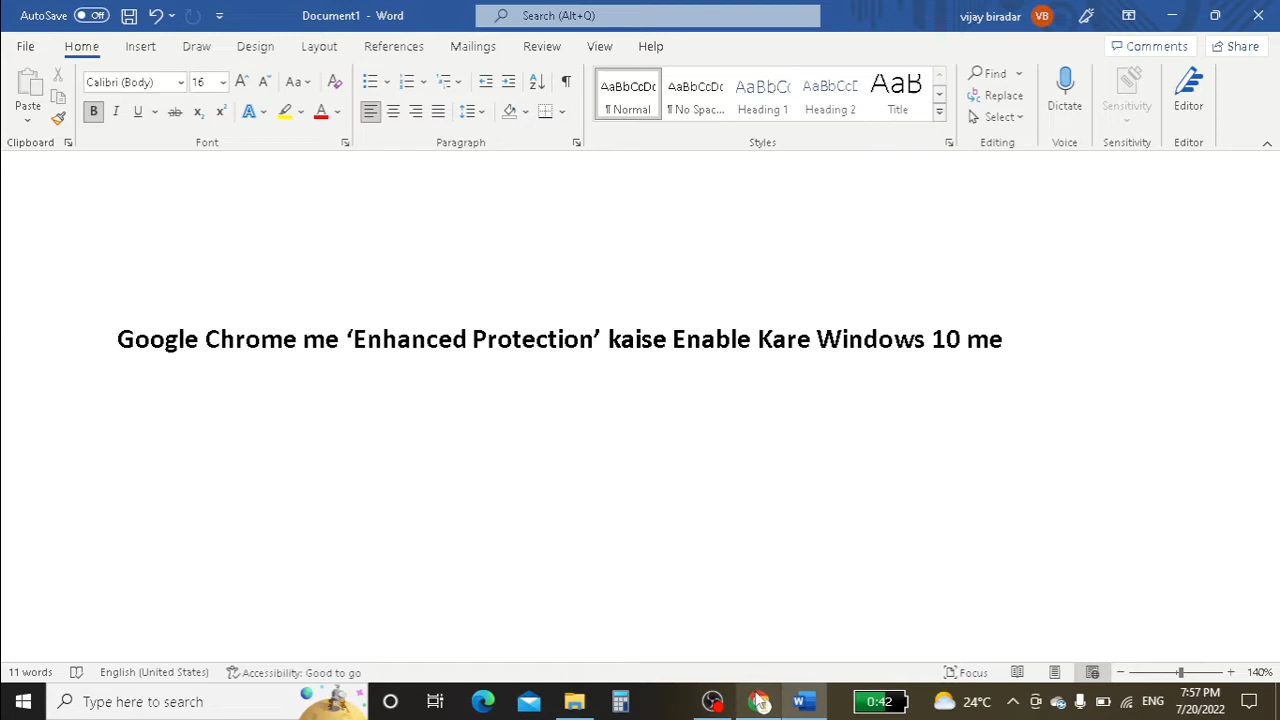 AutoSave Off Document1 - Word Search (Alt+Q) vijay biradar VB
File Home Insert Draw Design Layout References Mailings Review View Help Comments Share
Paste Calibri (Body) 16 Aa AaBbCcDc AaBbCcDc AaBbC AaBbCcD AaB Find Replace Select Dictate Sensitivity Editor
¶ Normal ¶ No Spac... Heading 1 Heading 2 Title
Clipboard Font Paragraph Styles Editing Voice Sensitivity Editor
Google Chrome me ‘Enhanced Protection’ kaise Enable Kare Windows 10 me
11 words English (United States) Accessibility: Good to go Focus 140%
Type here to search 0:42 24°C ENG 7:57 PM
7/20/2022